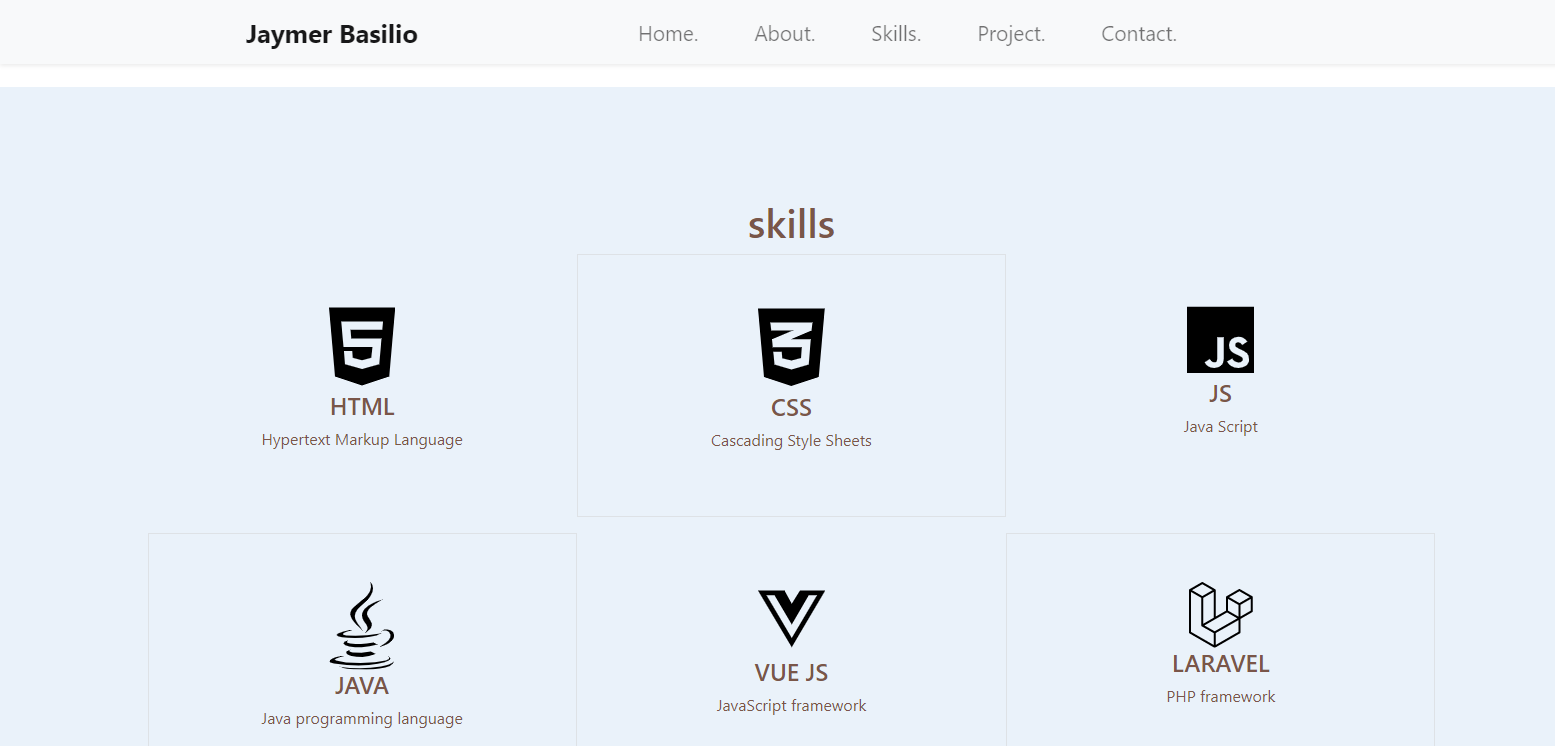 Jaymer Basilio Home. About. Skills. Project. Contact.
skills
5 3 JS
HTML CSS JS
Hypertext Markup Language Cascading Style Sheets Java Script
JAVA VUE JS LARAVEL
Java programming language JavaScript framework PHP framework